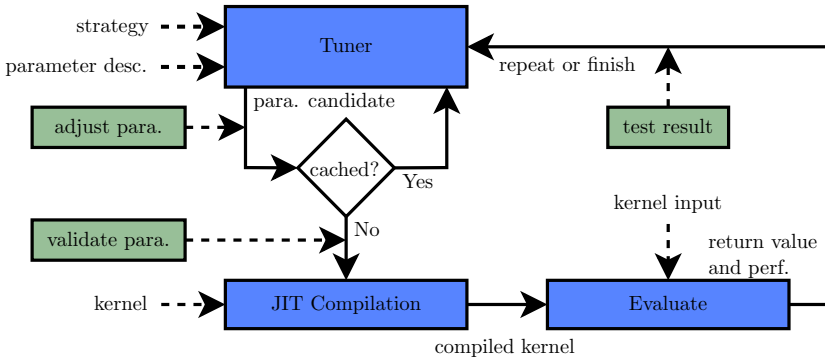 strategy
Tuner
parameter desc.
repeat or finish
para. candidate
adjust para.
test result
cached?
Yes
kernel input
validate para.
No
return value
and perf.
kernel
JIT Compilation
Evaluate
compiled kernel